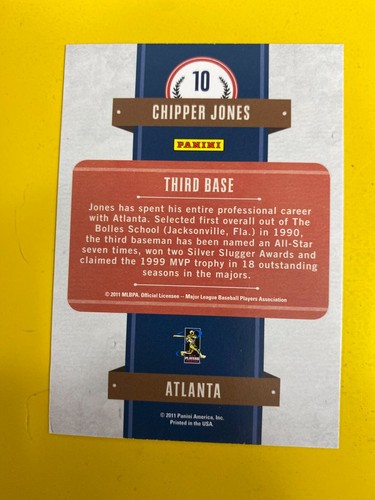 10
CHIPPER JONES
PANINI
THIRD BASE
Jones has spent his entire professional career
with Atlanta. Selected first overall out of The
Bolles School (Jacksonville, Fla.) in 1990,
the third baseman has been named an All-Star
seven times, won two Silver Slugger Awards and
claimed the 1999 MVP trophy in 18 outstanding
seasons in the majors.
© 2011 MLBPA. Official Licensee – Major League Baseball Players Association
ATLANTA
© 2011 Panini America, Inc.
Printed in the USA.